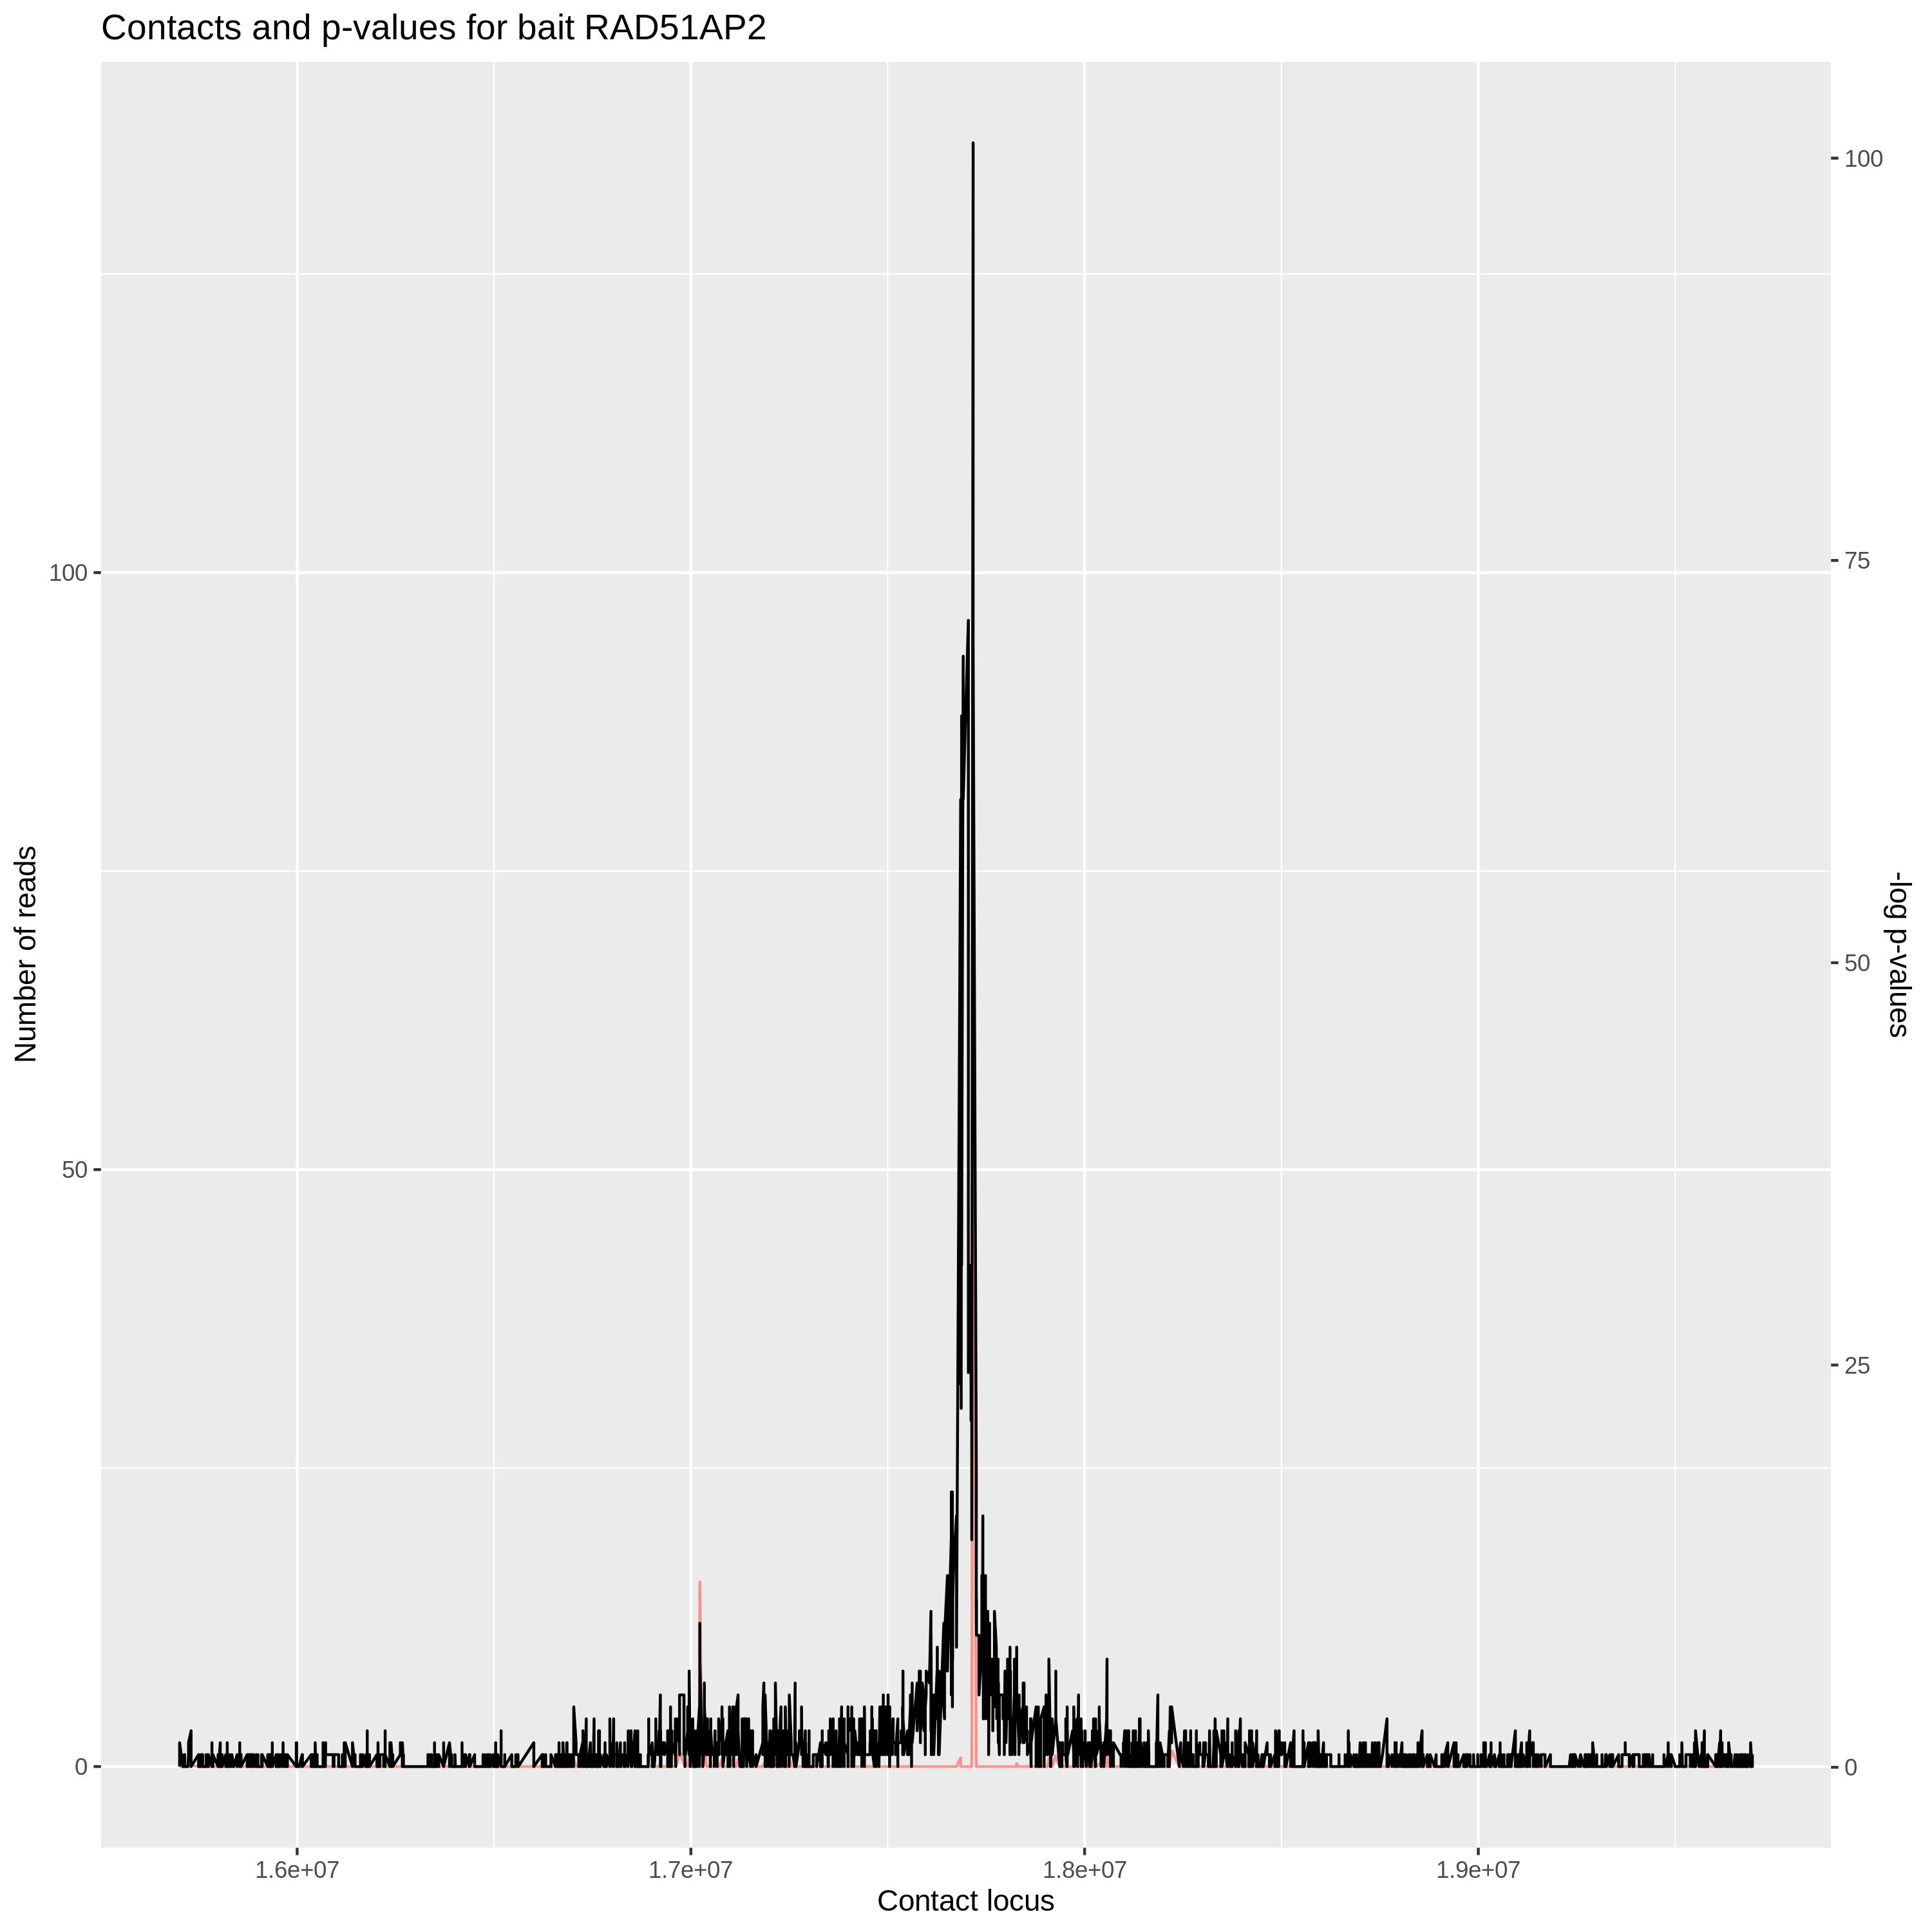 Contacts and p-values for bait RAD51AP2
100
100
75
50
50
25
0
0
Number of reads
-log p-values
1.6e+07
1.7e+07
1.8e+07
1.9e+07
Contact locus